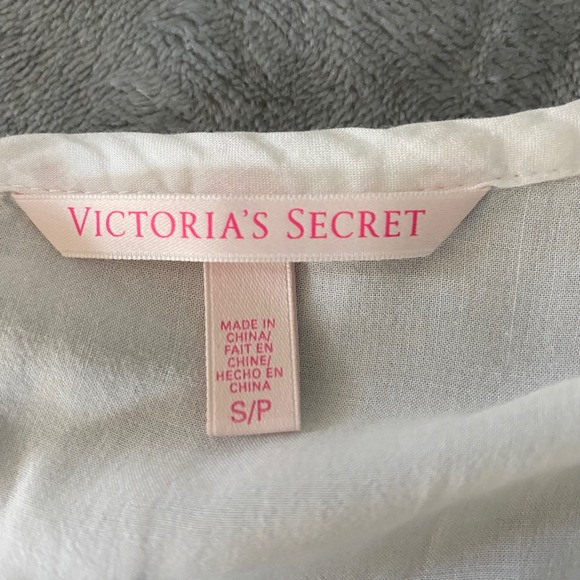 VICTORIA'S SECRET
MADE IN
CHINA/
FAIT EN
CHINE/
HECHO EN
CHINA
S/P